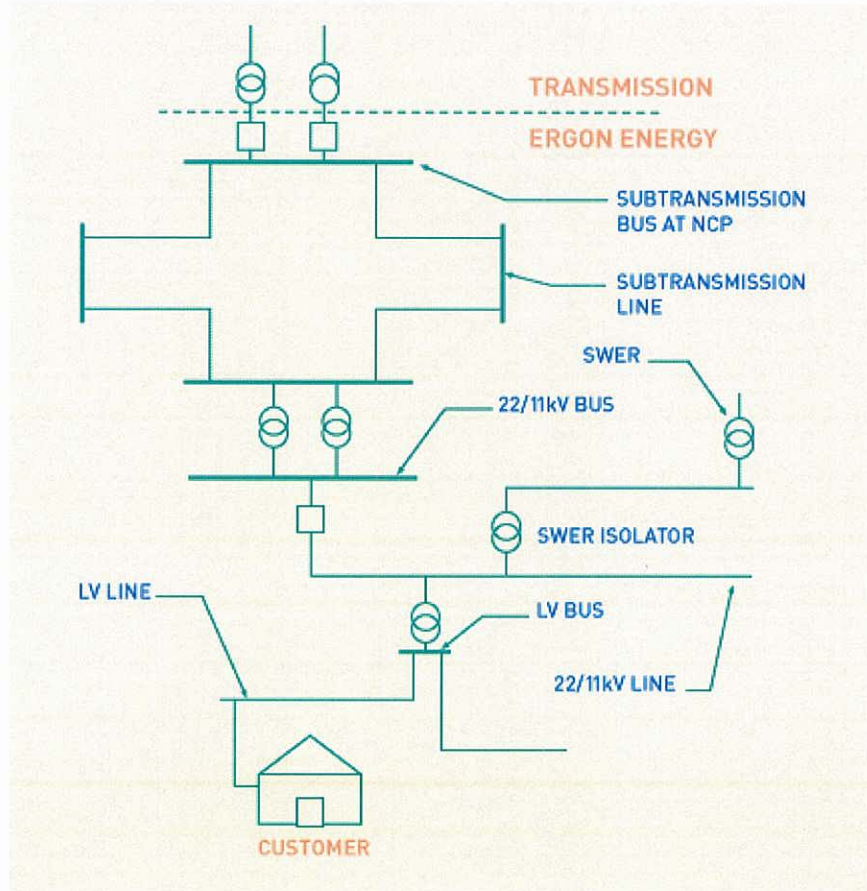 TRANSMISSION
ERGON ENERGY
SUBTRANSMISSION
BUS AT NCP
SUBTRANSMISSION
LINE
SWER
22/11kV BUS
SWER ISOLATOR
LV LINE
LV BUS
22/11kV LINE
CUSTOMER